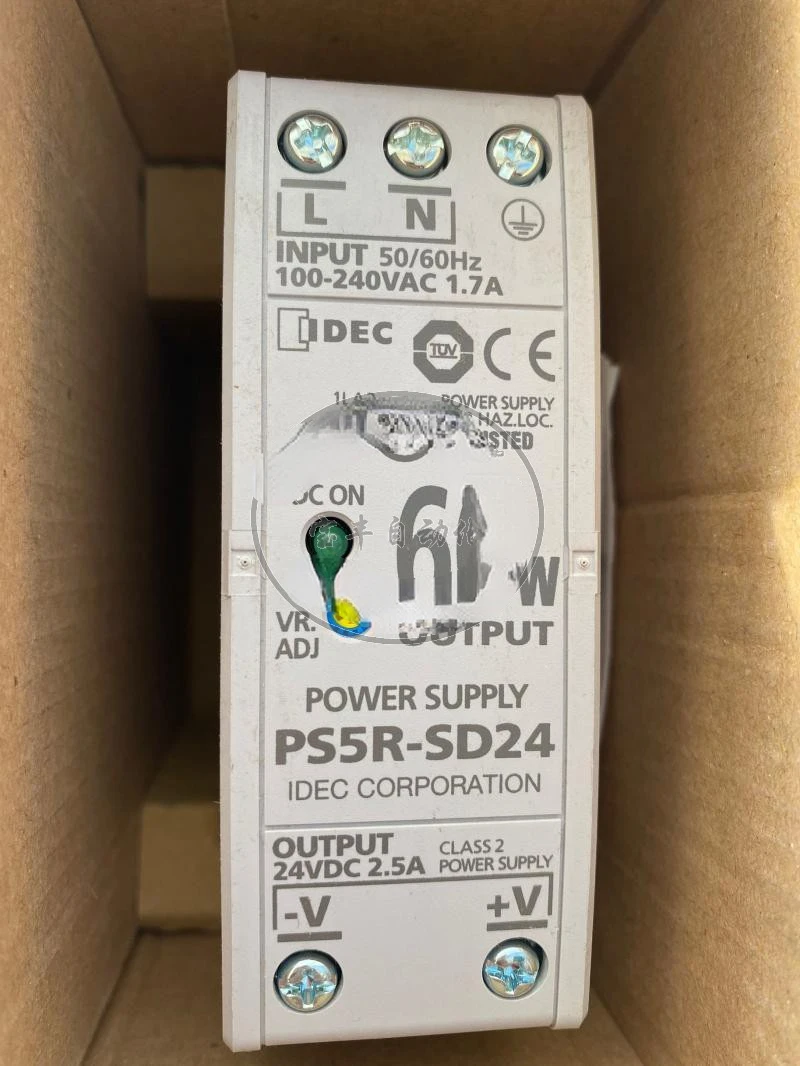 L N
INPUT 50/60Hz
100-240VAC 1.7A
IDEC
TÜV CE
POWER SUPPLY
HAZ.LOC.
LISTED
DC ON
W
OUTPUT
VR.
ADJ
POWER SUPPLY
PS5R-SD24
IDEC CORPORATION
OUTPUT
24VDC 2.5A
CLASS 2
POWER SUPPLY
-V +V